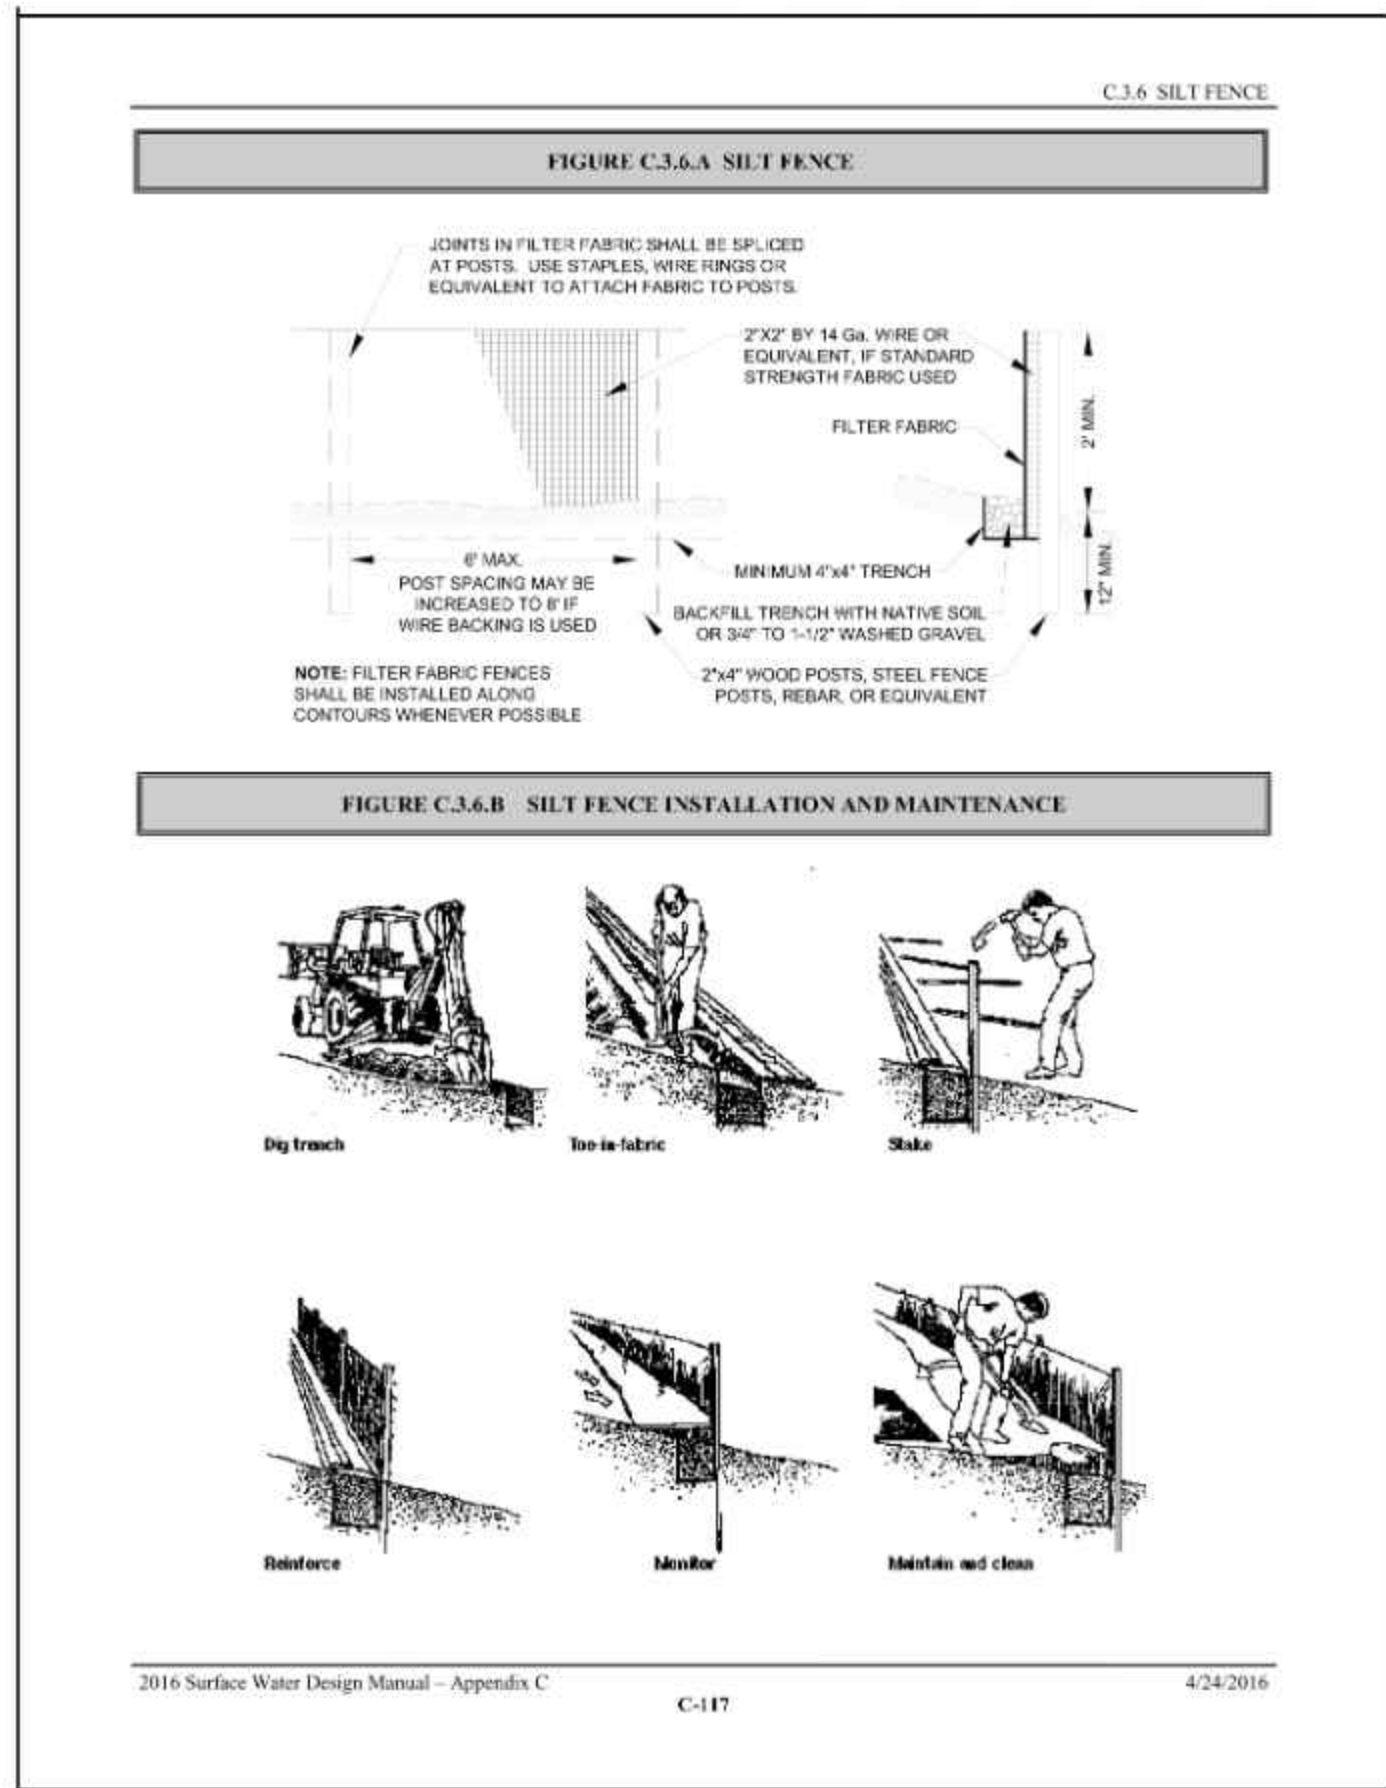 C.3.6 SILT FENCE
FIGURE C.3.6.A SILT FENCE
JOINTS IN FILTER FABRIC SHALL BE SPLICED
AT POSTS. USE STAPLES, WIRE RINGS OR
EQUIVALENT TO ATTACH FABRIC TO POSTS.
2"X2" BY 14 Ga. WIRE OR
EQUIVALENT, IF STANDARD
STRENGTH FABRIC USED
FILTER FABRIC
2' MIN.
12" MIN.
6' MAX.
POST SPACING MAY BE
INCREASED TO 8' IF
WIRE BACKING IS USED
MINIMUM 4"x4" TRENCH
BACKFILL TRENCH WITH NATIVE SOIL
OR 3/4" TO 1-1/2" WASHED GRAVEL
2"x4" WOOD POSTS, STEEL FENCE
POSTS, REBAR, OR EQUIVALENT
NOTE: FILTER FABRIC FENCES
SHALL BE INSTALLED ALONG
CONTOURS WHENEVER POSSIBLE
FIGURE C.3.6.B SILT FENCE INSTALLATION AND MAINTENANCE
Dig trench
Toe-in-fabric
Stake
Reinforce
Monitor
Maintain and clean
2016 Surface Water Design Manual – Appendix C
4/24/2016
C-117